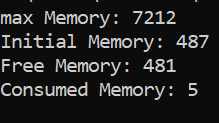 max Memory: 7212
Initial Memory: 487
Free Memory: 481
Consumed Memory: 5